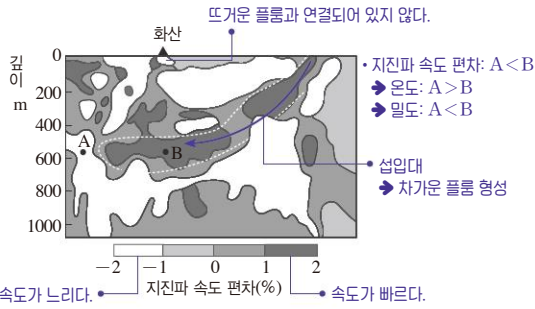 뜨거운 플룸과 연결되어 있지 않다.
화산
깊이
m
0
200
400
600
800
1000
A
B
• 지진파 속도 편차: A<B
➔ 온도: A>B
➔ 밀도: A<B
섭입대
➔ 차가운 플룸 형성
-2 -1 0 1 2
속도가 느리다.
지진파 속도 편차(%)
속도가 빠르다.